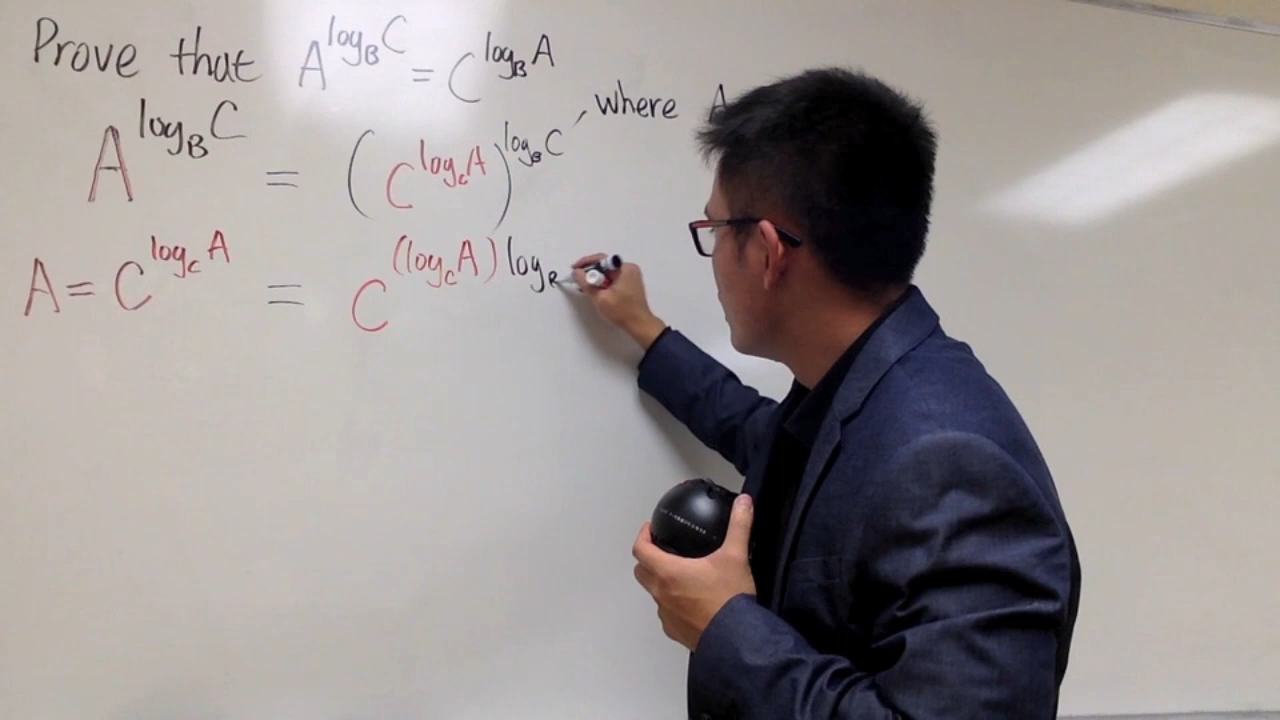 Prove that A^{log_B C} = C^{log_B A}, where A
A^{log_B C} = (C^{log_C A})^{log_B C}
A = C^{log_C A} = C^{(log_C A) log_B}